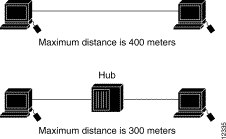 Maximum distance is 400 meters
Hub
Maximum distance is 300 meters
12335